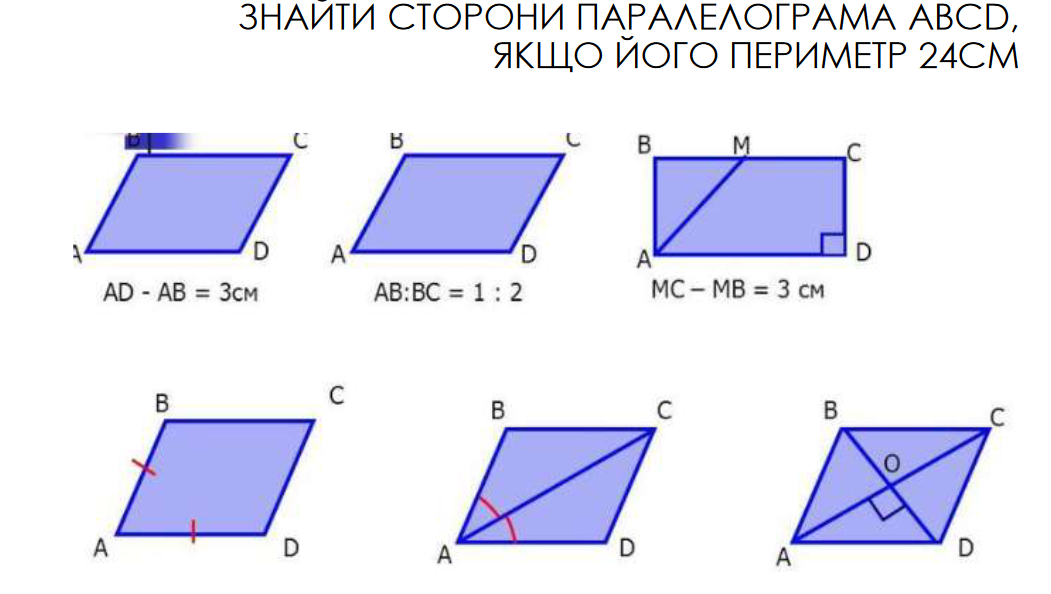 ЗНАЙТИ СТОРОНИ ПАРАЛЕЛОГРАМА ABCD,
ЯКЩО ЙОГО ПЕРИМЕТР 24СМ
B C B C B M C
A D A D A D
AD - AB = 3см AB:BC = 1 : 2 MC – MB = 3 см
B C B C B C
O
A D A D A D